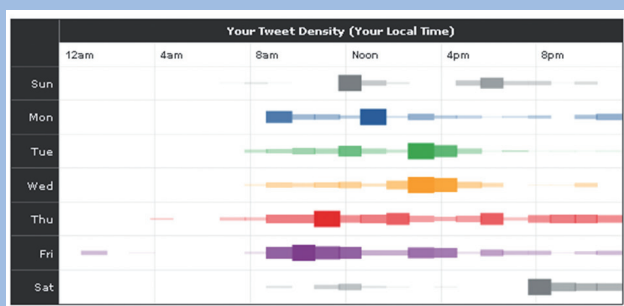 Your Tweet Density (Your Local Time)
12am 4am 8am Noon 4pm 8pm
Sun
Mon
Tue
Wed
Thu
Fri
Sat